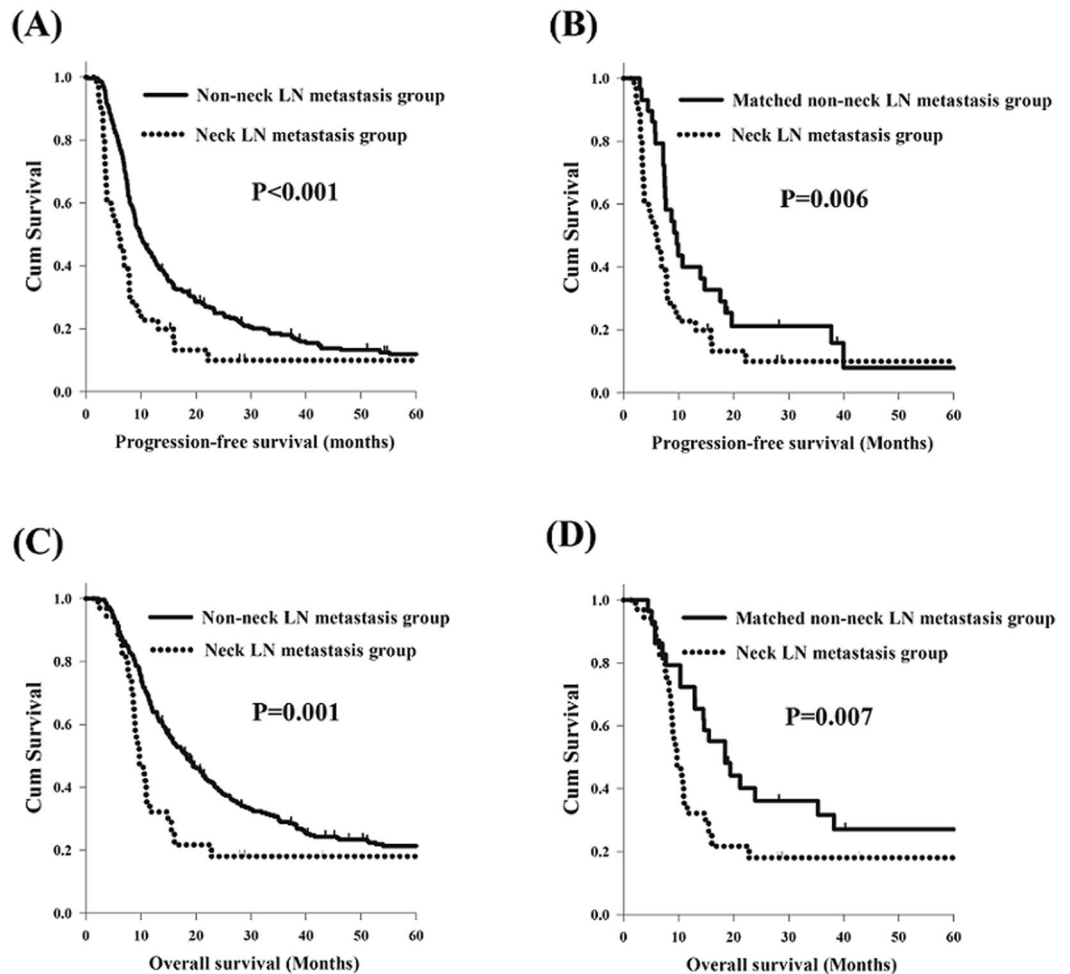 (A)
Cum Survival
1.0
0.8
0.6
0.4
0.2
0.0
Non-neck LN metastasis group
Neck LN metastasis group
P<0.001
0 10 20 30 40 50 60
Progression-free survival (months)
(B)
Cum Survival
1.0
0.8
0.6
0.4
0.2
0.0
Matched non-neck LN metastasis group
Neck LN metastasis group
P=0.006
0 10 20 30 40 60
Progression-free survival (Months)
(C)
Cum Survival
1.0
0.8
0.6
0.4
0.2
0.0
Non-neck LN metastasis group
Neck LN metastasis group
P=0.001
0 10 20 30 40 50 60
Overall survival (Months)
(D)
Cum Survival
1.0
0.8
0.6
0.4
0.2
0.0
Matched non-neck LN metastasis group
Neck LN metastasis group
P=0.007
0 10 20 30 40 60
Overall survival (Months)